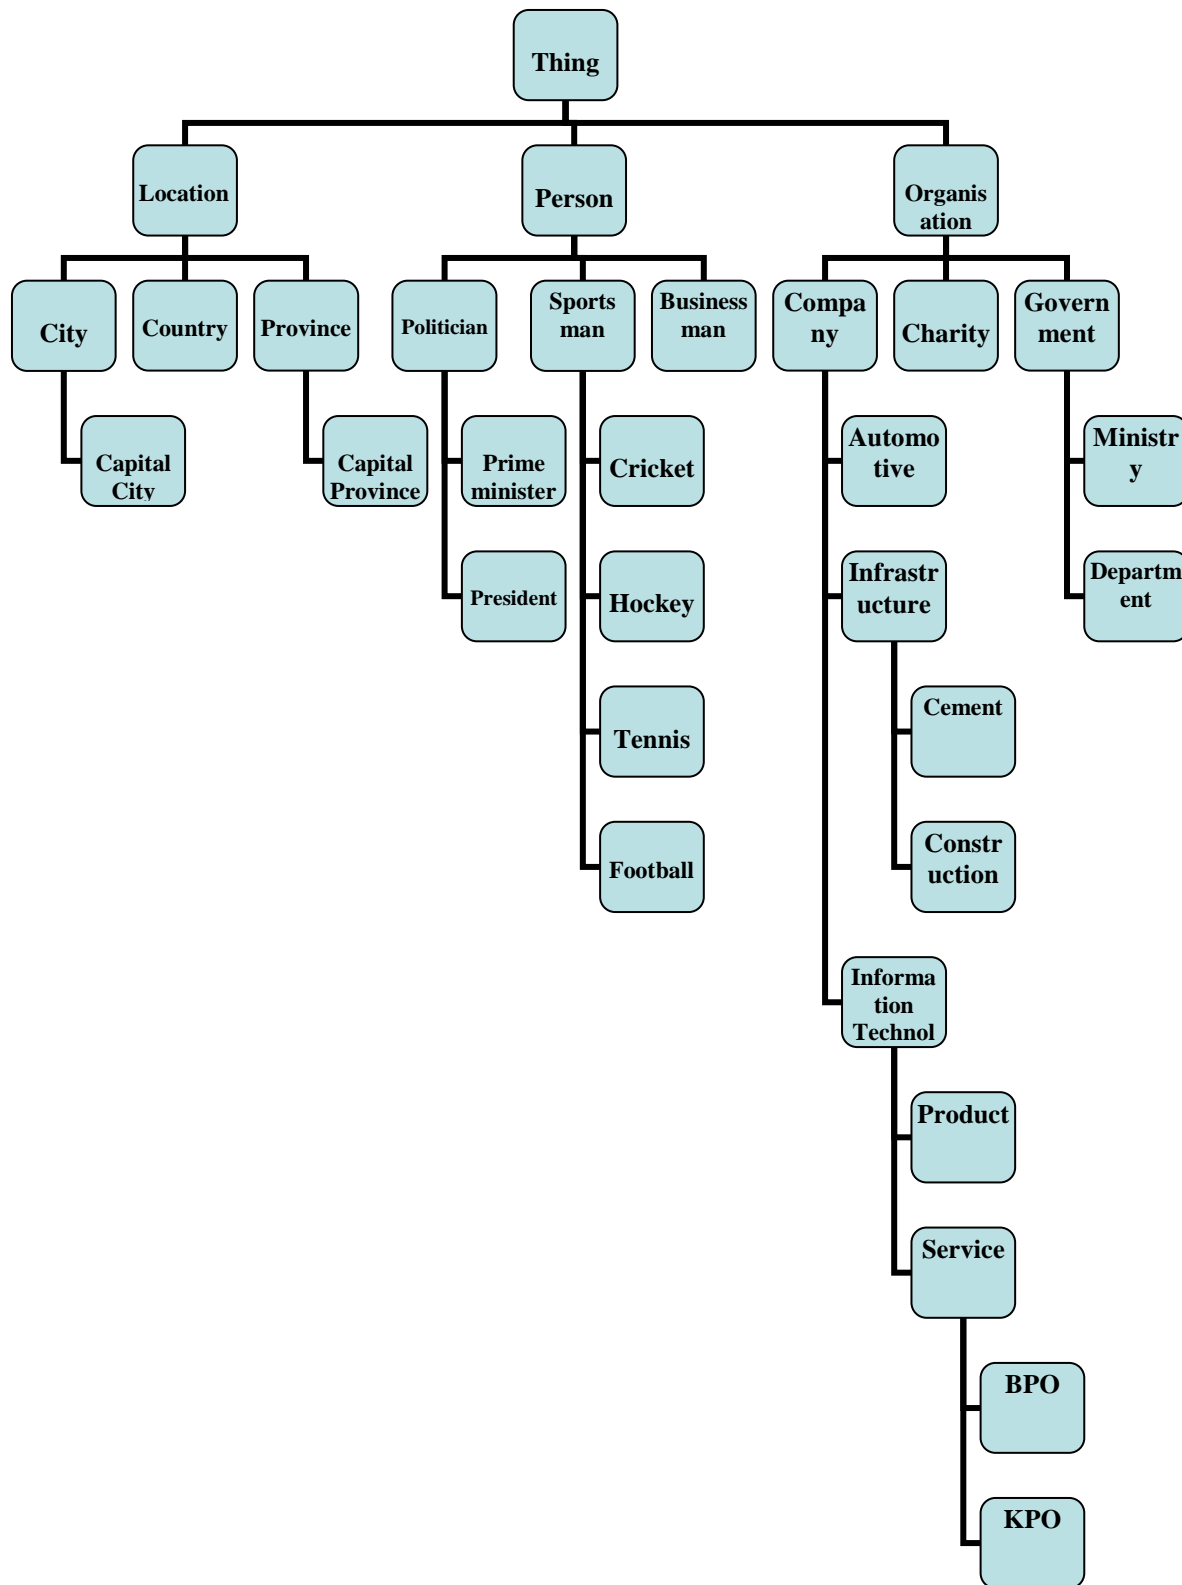 Thing
Location
Person
Organis
ation
City
Country
Province
Politician
Sports
man
Business
man
Compa
ny
Charity
Govern
ment
Capital
City
Capital
Province
Prime
minister
Cricket
Automo
tive
Ministr
y
President
Hockey
Infrastr
ucture
Departm
ent
Tennis
Cement
Football
Constr
uction
Informa
tion
Technol
Product
Service
BPO
KPO